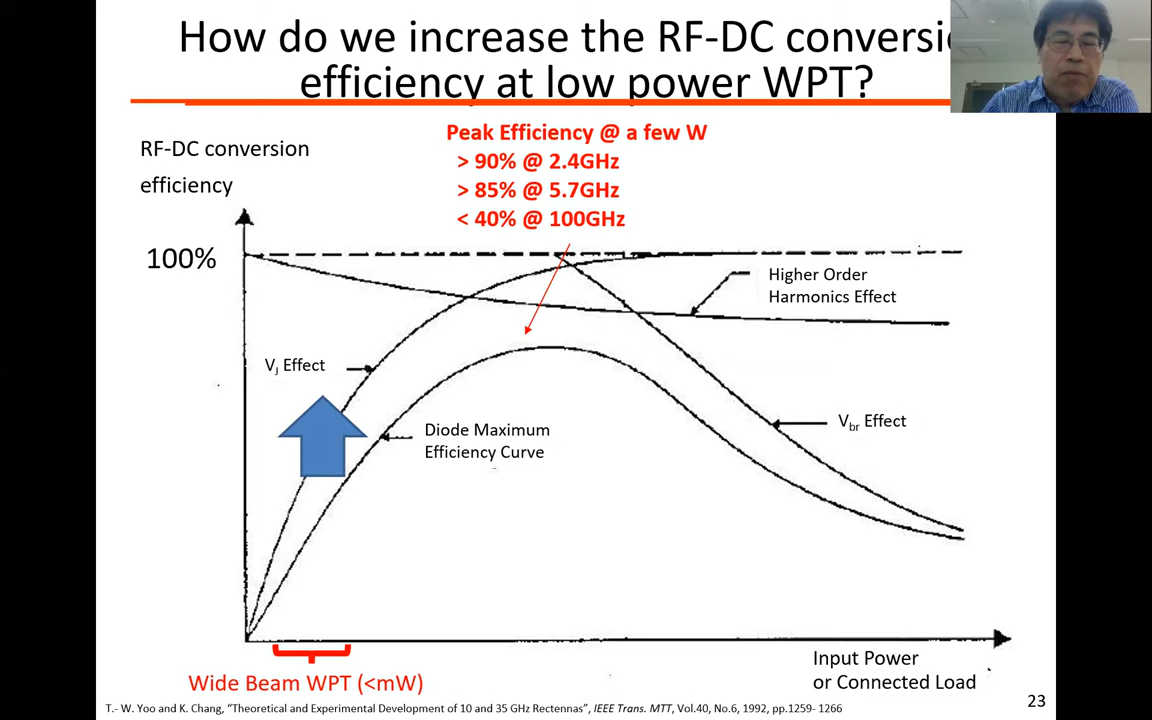 How do we increase the RF-DC conversi
efficiency at low power WPT?
Peak Efficiency @ a few W
> 90% @ 2.4GHz
> 85% @ 5.7GHz
< 40% @ 100GHz
RF-DC conversion
efficiency
100%
Higher Order
Harmonics Effect
VJ Effect
Vbr Effect
Diode Maximum
Efficiency Curve
Input Power
or Connected Load
Wide Beam WPT (<mW)
T.- W. Yoo and K. Chang, “Theoretical and Experimental Development of 10 and 35 GHz Rectennas”, IEEE Trans. MTT, Vol.40, No.6, 1992, pp.1259- 1266
23